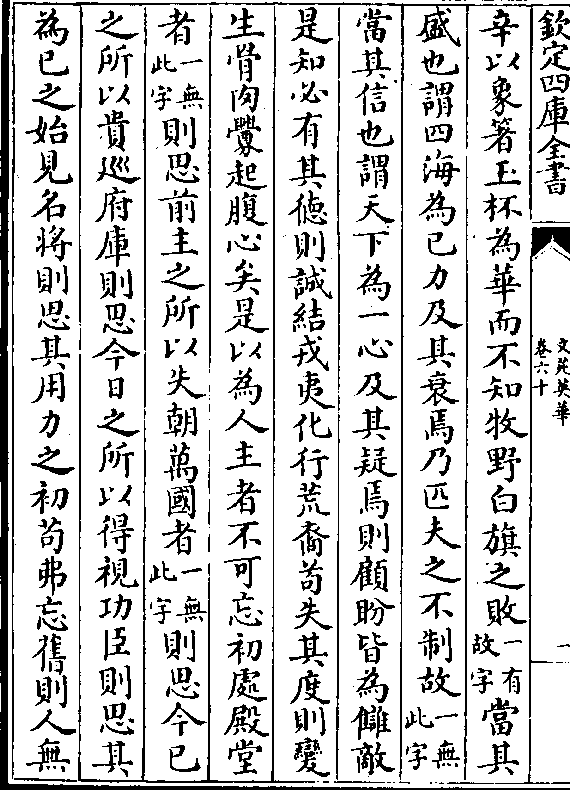 欽定四庫全書
文苑英華
卷六十
一
辛以象箸玉杯為華而不知牧野白旗之敗一有故字當其
盛也謂四海為已力及其衰焉乃匹夫之不制故一無此字
當其信也謂天下為一心及其疑焉則顧盼皆為讎敵
是知必有其德則誠結戎夷化行荒裔苟失其度則變
生骨肉釁起腹心矣是以為人主者不可忘初處殿堂
者一無此字則思前主之所以失朝萬國者一無此字則思今已
之所以貴巡府庫則思今日之所以得視功臣則思其
為已之始見名將則思其用力之初苟弗忘舊則人無